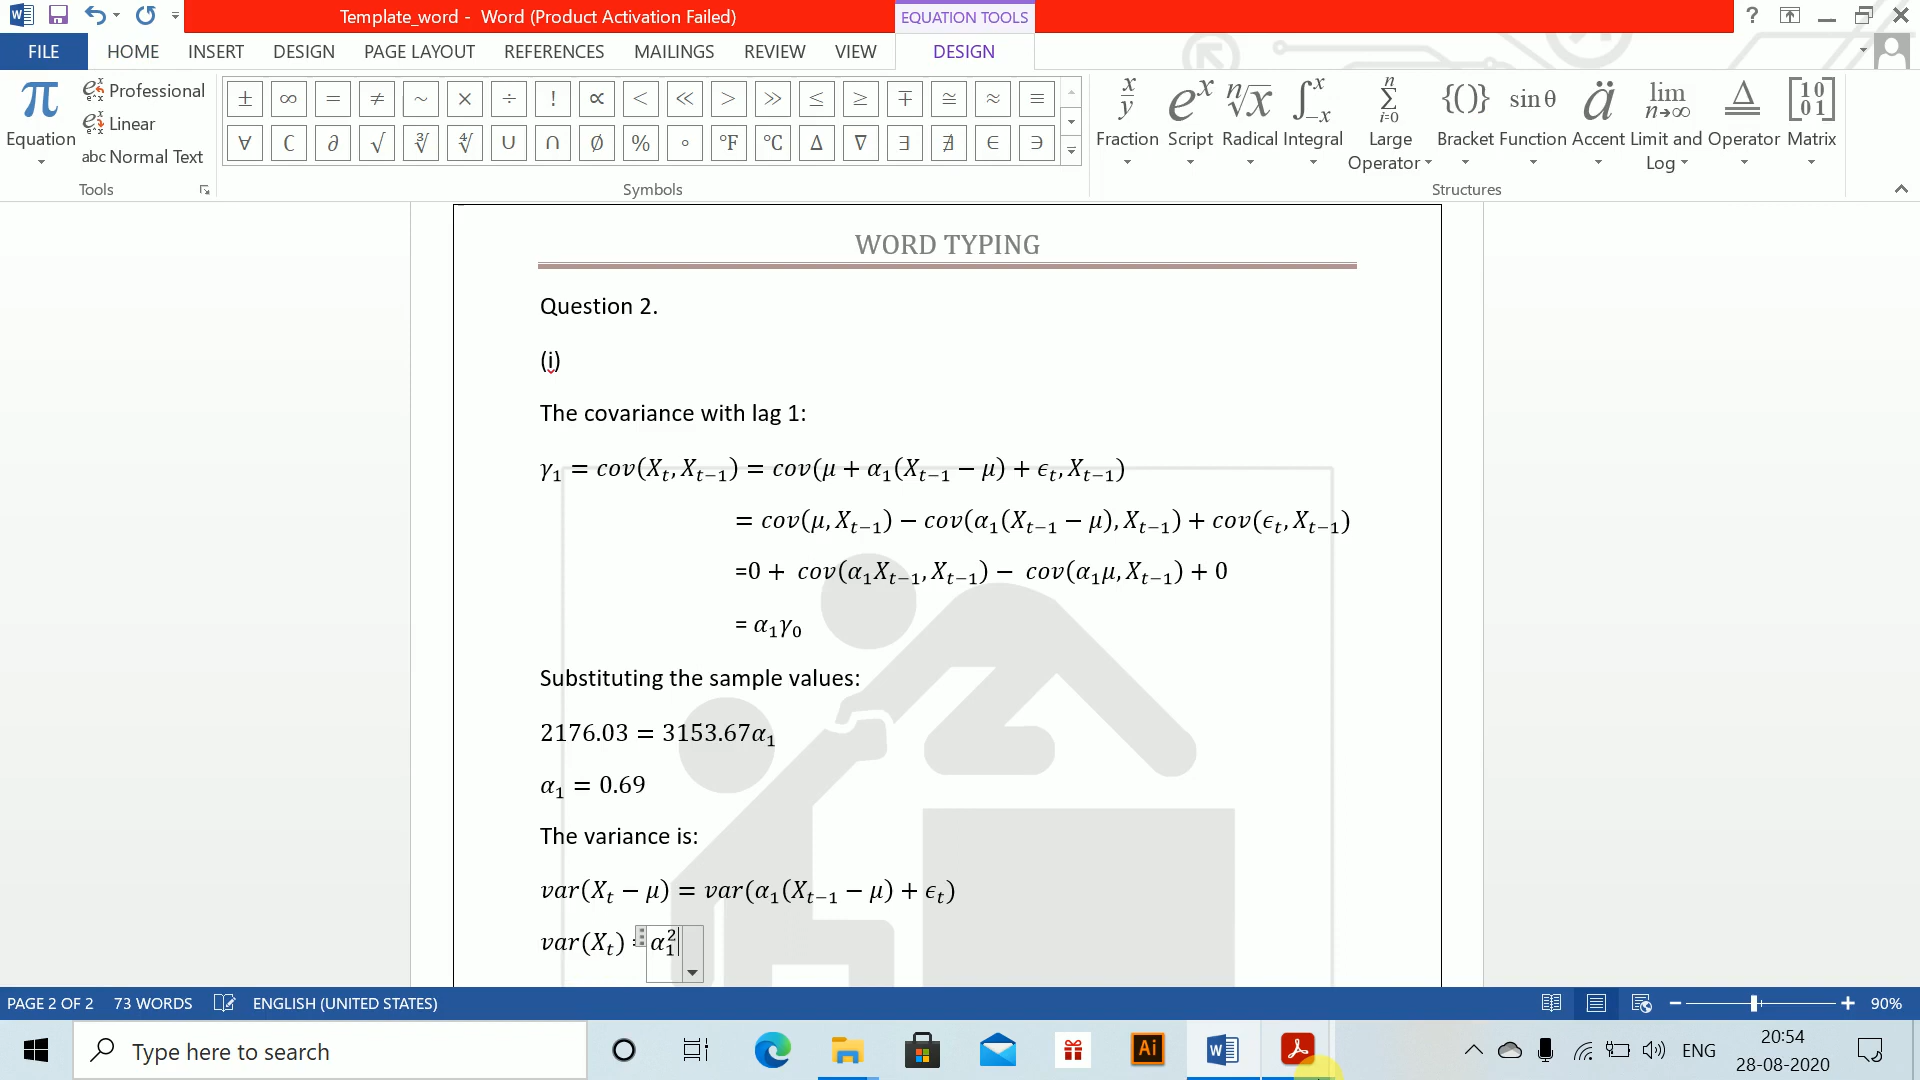 Template_word - Word (Product Activation Failed)
EQUATION TOOLS
?
FILE HOME INSERT DESIGN PAGE LAYOUT REFERENCES MAILINGS REVIEW VIEW DESIGN
π Equation
Professional
Linear
abc Normal Text
Tools
± ∞ = ≠ ~ × ÷ ! ∝ < ≪ > ≫ ≤ ≥ ∓ ≅ ≈ ≡
∀ ∁ ∂ √ ∛ ∜ ∪ ∩ ∅ % ° °F °C ∆ ∇ ∃ ∄ ∈ ∋
Symbols
Fraction Script Radical Integral Large Operator Bracket Function Accent Limit and Log Operator Matrix
Structures
WORD TYPING
Question 2.
(i)
The covariance with lag 1:
γ₁ = cov(Xₜ, Xₜ₋₁) = cov(μ + α₁(Xₜ₋₁ − μ) + ϵₜ, Xₜ₋₁)
= cov(μ, Xₜ₋₁) − cov(α₁(Xₜ₋₁ − μ), Xₜ₋₁) + cov(ϵₜ, Xₜ₋₁)
=0 + cov(α₁Xₜ₋₁, Xₜ₋₁) − cov(α₁μ, Xₜ₋₁) + 0
= α₁γ₀
Substituting the sample values:
2176.03 = 3153.67α₁
α₁ = 0.69
The variance is:
var(Xₜ − μ) = var(α₁(Xₜ₋₁ − μ) + ϵₜ)
var(Xₜ) = α₁²
PAGE 2 OF 2 73 WORDS ENGLISH (UNITED STATES) 90%
Type here to search
Ai
ENG
20:54
28-08-2020